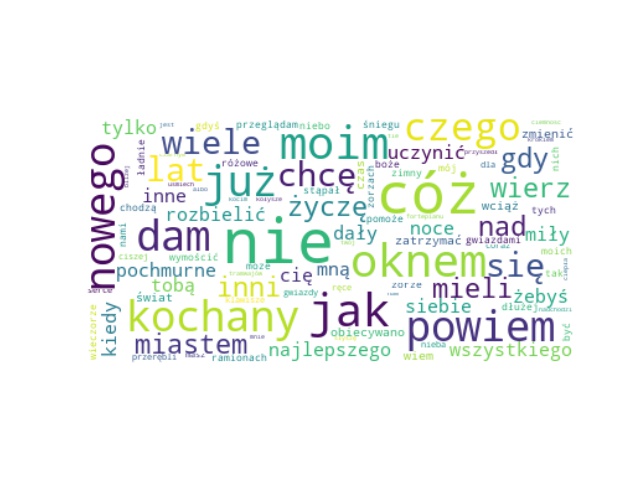 tylko
gdyś
przeglądam
niebo
śniegu
czego
zmienić
wiele
moim
uczynić
gdy
nich
nowego
ładnie
lat
różowe
już
chcę
czas
boże
zimny
mój
dla
przyszedł
inne
uśmiech
stąpał
zorzach
cóż
wierz
chodzą
rozbielić
życzę
pomoże
wciąż
tych
nami
dam
nie
dały
noce
nad
miły
zatrzymać
gwiazdami
coraz
ciszej
wymościć
oknem
się
moich
pochmurne
może
cię
mną
tak
tobą
inni
gwiazdy
ręce
zorze
mieli
żebyś
świat
kochany
jak
siebie
dłużej
wieczorze
kiedy
obiecywano
powiem
być
miastem
najlepszego
nieba
wszystkiego
przerębli
masz
ramionach
wiem